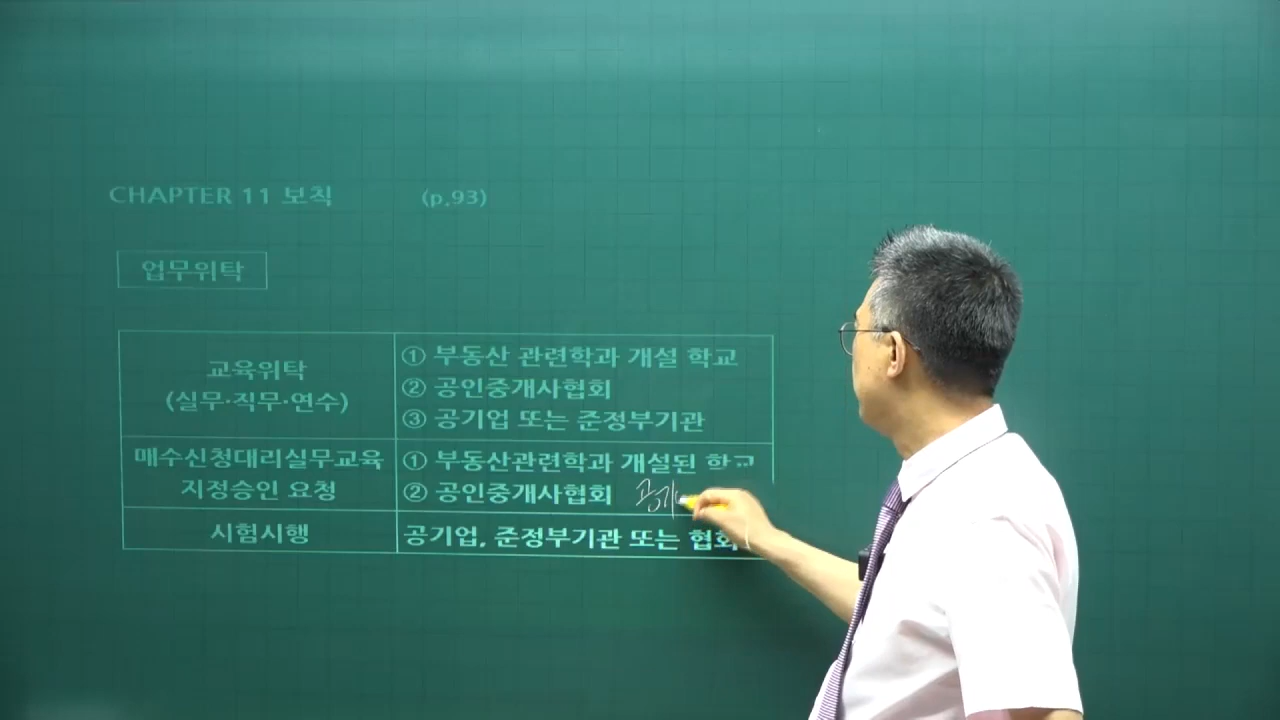 CHAPTER 11 보칙 (p.93)
업무위탁
교육위탁
(실무·직무·연수)
① 부동산 관련학과 개설 학교
② 공인중개사협회
③ 공기업 또는 준정부기관
매수신청대리실무교육
지정승인 요청
① 부동산관련학과 개설된 학교
② 공인중개사협회 공기
시험시행
공기업, 준정부기관 또는 협회